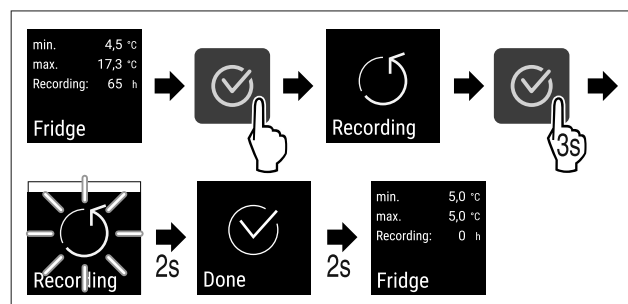 min. 4,5 °C
max. 17,3 °C
Recording: 65 h
Fridge
Recording
3s
Recording
2s
Done
2s
min. 5,0 °C
max. 5,0 °C
Recording: 0 h
Fridge